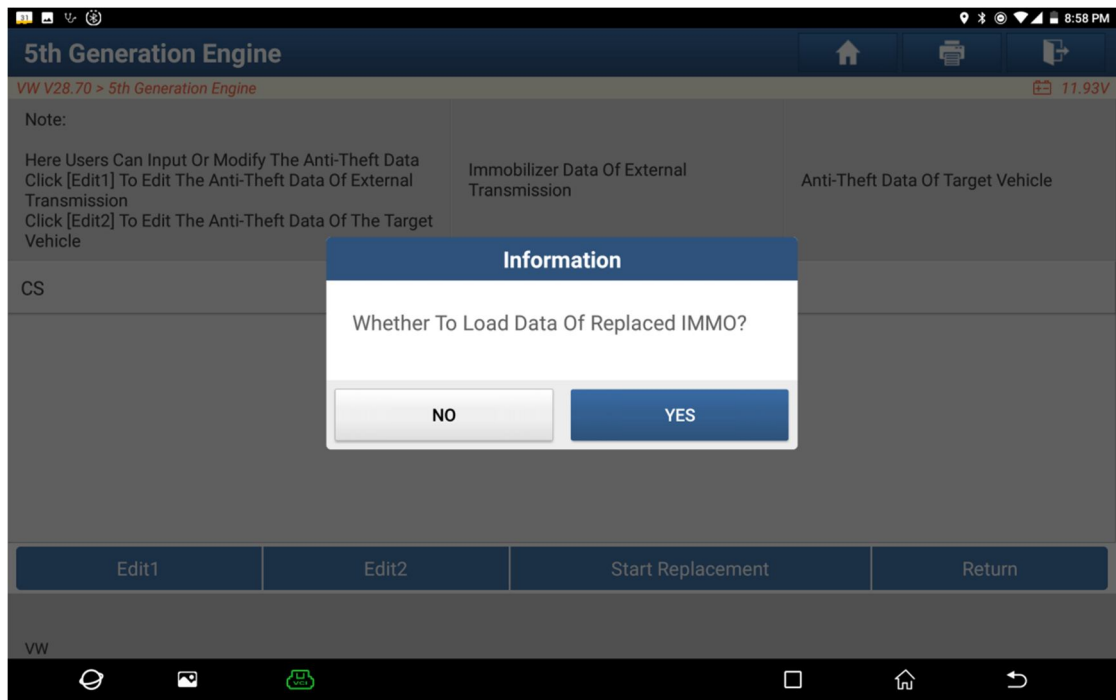 31
8:58 PM
5th Generation Engine
VW V28.70 > 5th Generation Engine
11.93V
Note:
Here Users Can Input Or Modify The Anti-Theft Data
Click [Edit1] To Edit The Anti-Theft Data Of External
Transmission
Click [Edit2] To Edit The Anti-Theft Data Of The Target
Vehicle
Immobilizer Data Of External
Transmission
Anti-Theft Data Of Target Vehicle
CS
Information
Whether To Load Data Of Replaced IMMO?
NO
YES
Edit1
Edit2
Start Replacement
Return
VW
VCI